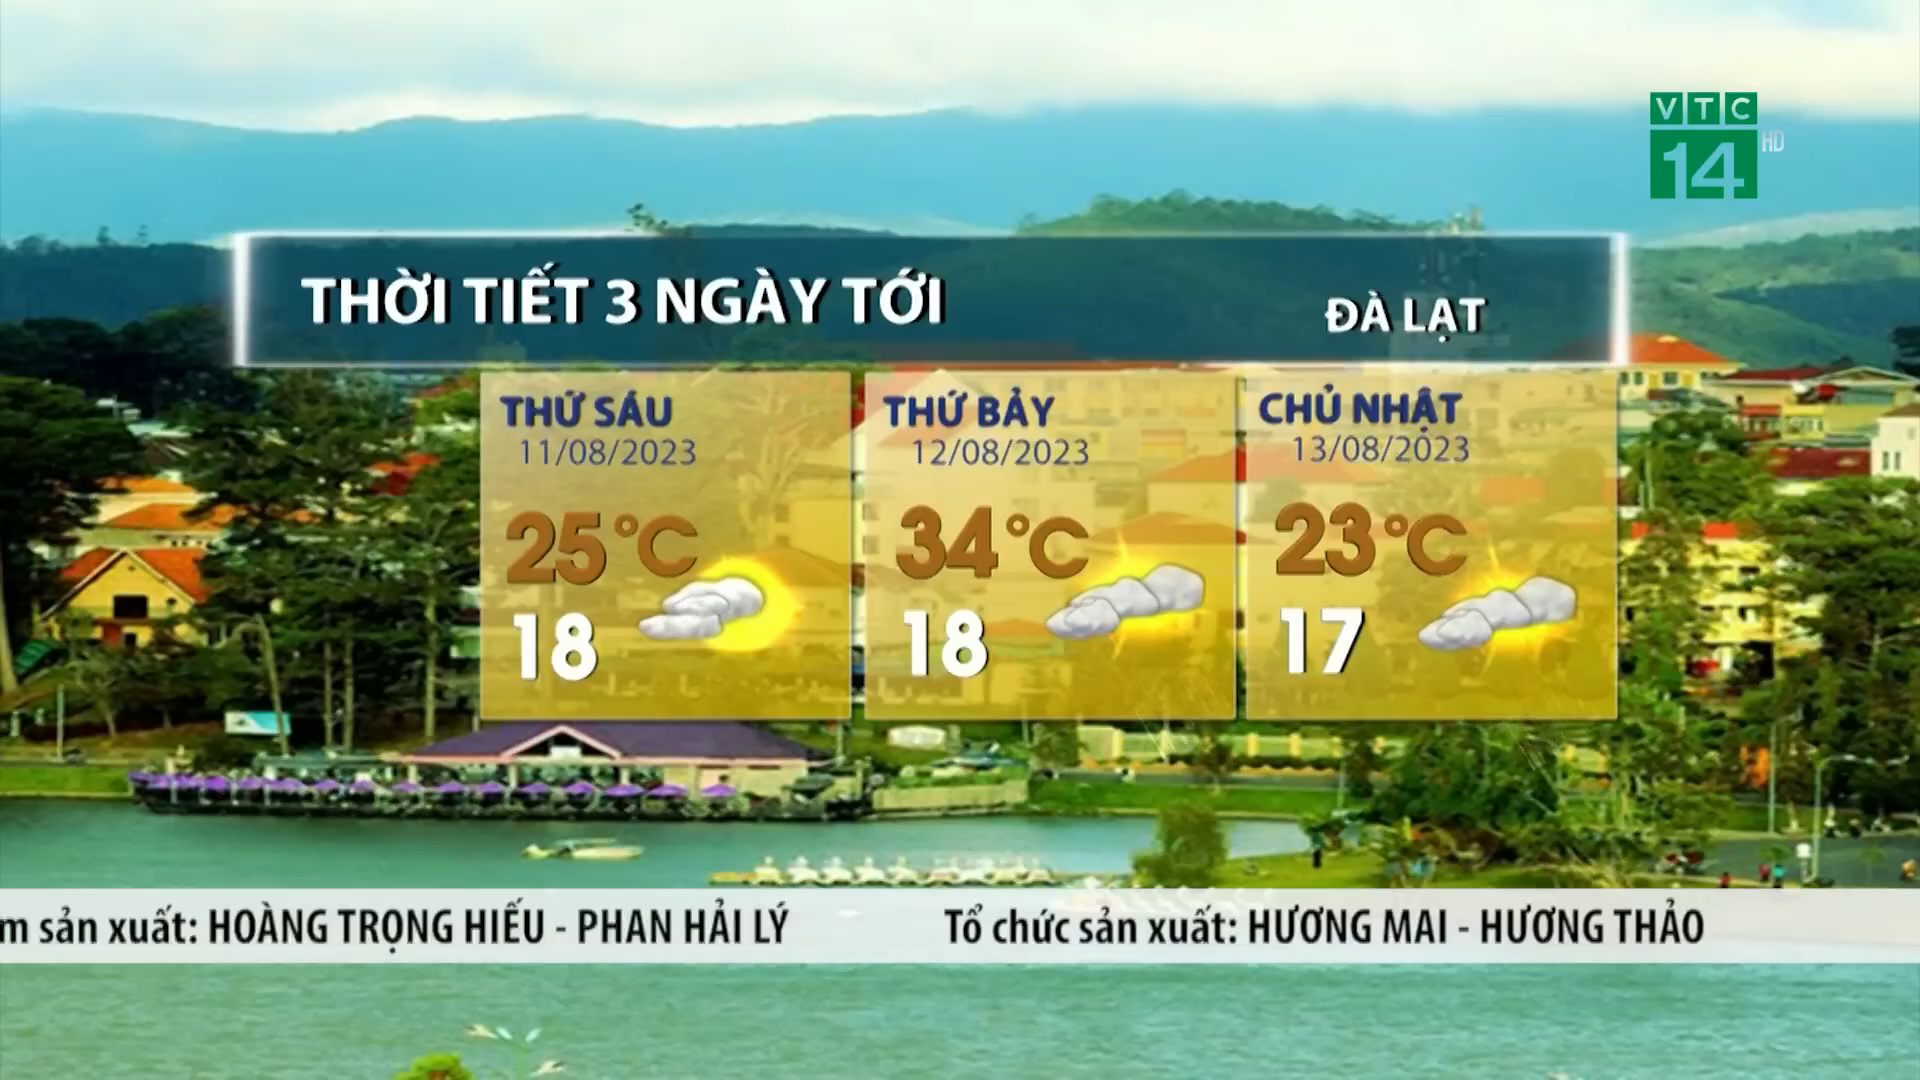 VTC
14 HD
THỜI TIẾT 3 NGÀY TỚI
ĐÀ LẠT
THỨ SÁU
11/08/2023
25°C
18
THỨ BẢY
12/08/2023
34°C
18
CHỦ NHẬT
13/08/2023
23°C
17
sản xuất: HOÀNG TRỌNG HIẾU - PHAN HẢI LÝ Tổ chức sản xuất: HƯƠNG MAI - HƯƠNG THẢO